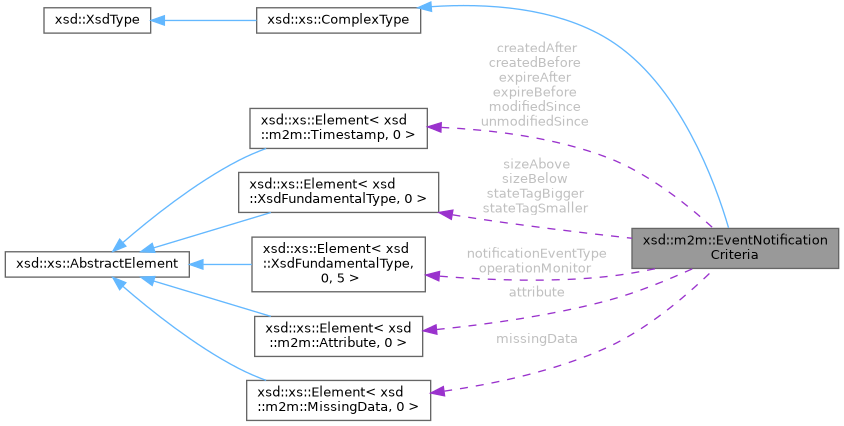 xsd::XsdType
xsd::xs::ComplexType
createdAfter
createdBefore
expireAfter
expireBefore
modifiedSince
unmodifiedSince
xsd::xs::Element< xsd
::m2m::Timestamp, 0 >
sizeAbove
sizeBelow
stateTagBigger
stateTagSmaller
xsd::xs::Element< xsd
::XsdFundamentalType, 0 >
xsd::m2m::EventNotification
Criteria
xsd::xs::AbstractElement
xsd::xs::Element< xsd
::XsdFundamentalType,
0, 5 >
notificationEventType
operationMonitor
attribute
xsd::xs::Element< xsd
::m2m::Attribute, 0 >
missingData
xsd::xs::Element< xsd
::m2m::MissingData, 0 >